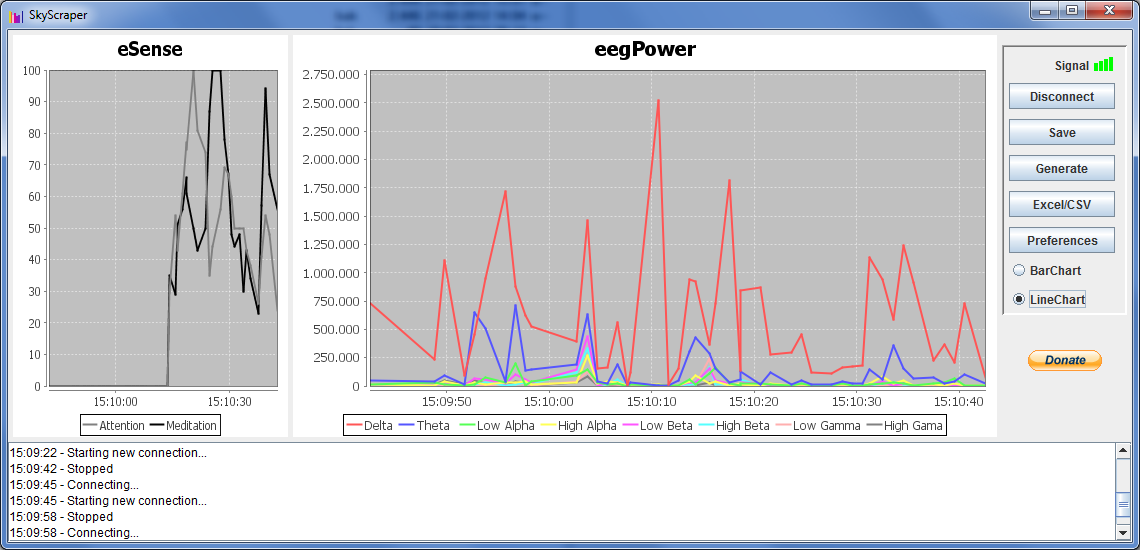 SkyScraper
eSense
100
90
80
70
60
50
40
30
20
10
0
15:10:00 15:10:30
Attention Meditation
eegPower
2.750.000
2.500.000
2.250.000
2.000.000
1.750.000
1.500.000
1.250.000
1.000.000
750.000
500.000
250.000
0
15:09:50 15:10:00 15:10:10 15:10:20 15:10:30 15:10:40
Delta Theta Low Alpha High Alpha Low Beta High Beta Low Gamma High Gama
Signal
Disconnect
Save
Generate
Excel/CSV
Preferences
BarChart
LineChart
Donate
15:09:22 - Starting new connection...
15:09:42 - Stopped
15:09:45 - Connecting...
15:09:45 - Starting new connection...
15:09:58 - Stopped
15:09:58 - Connecting...